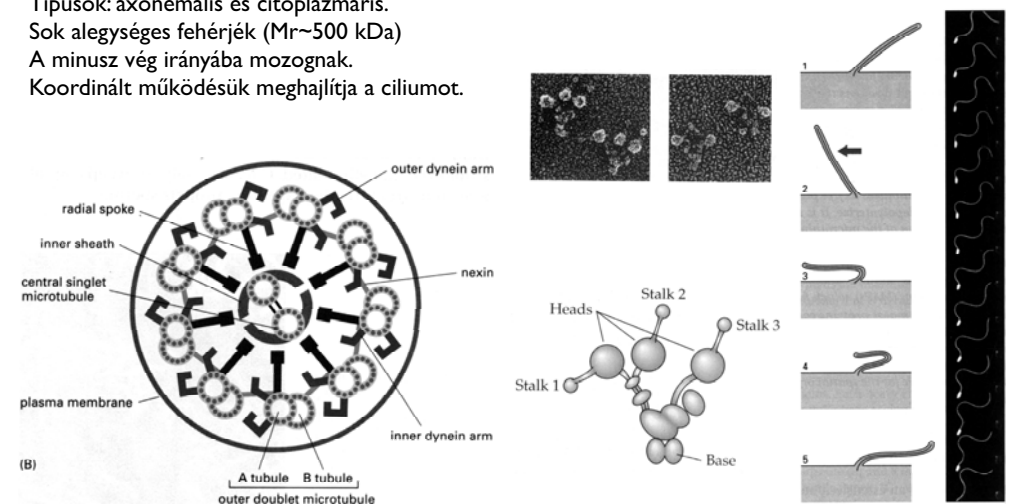 Típusok: axonemális és citoplazmáris.
Sok alegységes fehérjék (Mr~500 kDa)
A minusz vég irányába mozognak.
Koordinált működésük meghajlítja a ciliumot.
outer dynein arm
radial spoke
inner sheath
central singlet
microtubule
nexin
plasma membrane
inner dynein arm
(B)
A tubule B tubule
outer doublet microtubule
Heads
Stalk 2
Stalk 3
Stalk 1
Base
1
2
3
4
5